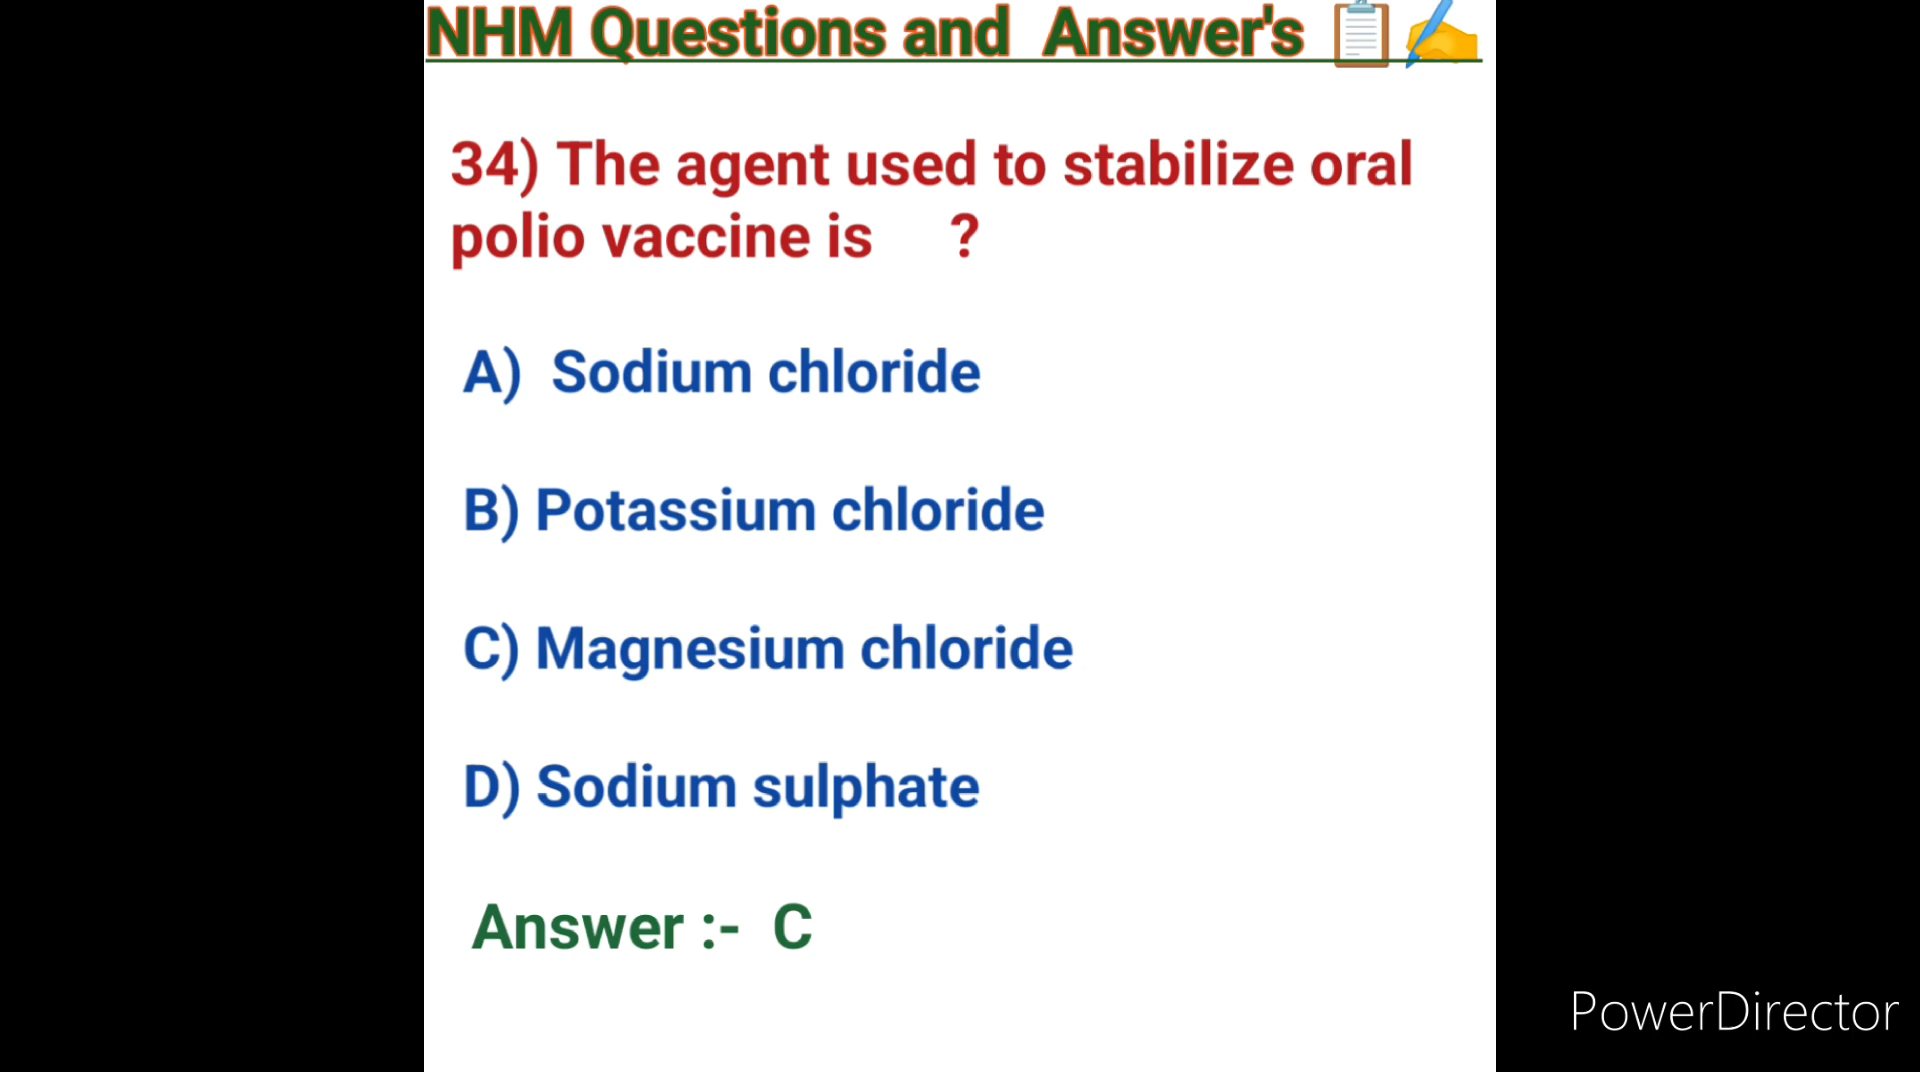 NHM Questions and Answer's 📋✍
34) The agent used to stabilize oral
polio vaccine is ?
A) Sodium chloride
B) Potassium chloride
C) Magnesium chloride
D) Sodium sulphate
Answer :- C
PowerDirector